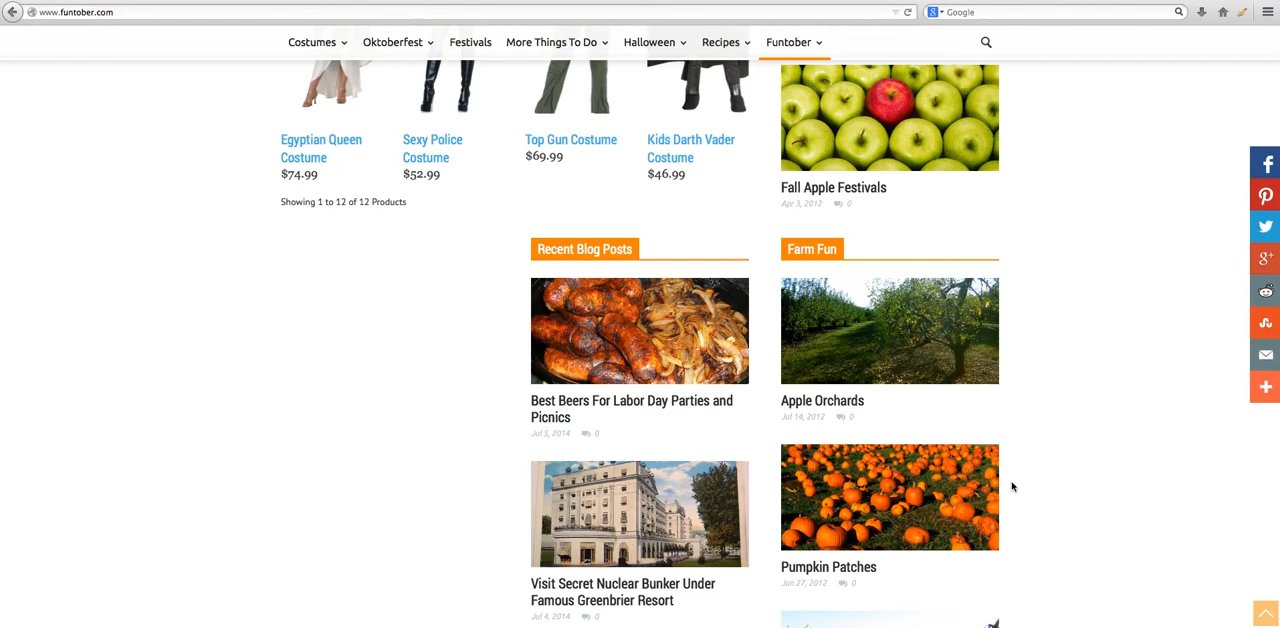 www.funtober.com
Google
Costumes
Oktoberfest
Festivals
More Things To Do
Halloween
Recipes
Funtober
Egyptian Queen
Costume
$74.99
Sexy Police
Costume
$52.99
Top Gun Costume
$69.99
Kids Darth Vader
Costume
$46.99
Showing 1 to 12 of 12 Products
Fall Apple Festivals
Apr 3, 2012 0
Recent Blog Posts
Best Beers For Labor Day Parties and
Picnics
Jul 5, 2014 0
Visit Secret Nuclear Bunker Under
Famous Greenbrier Resort
Jul 4, 2014 0
Farm Fun
Apple Orchards
Jul 14, 2012 0
Pumpkin Patches
Jun 27, 2012 0